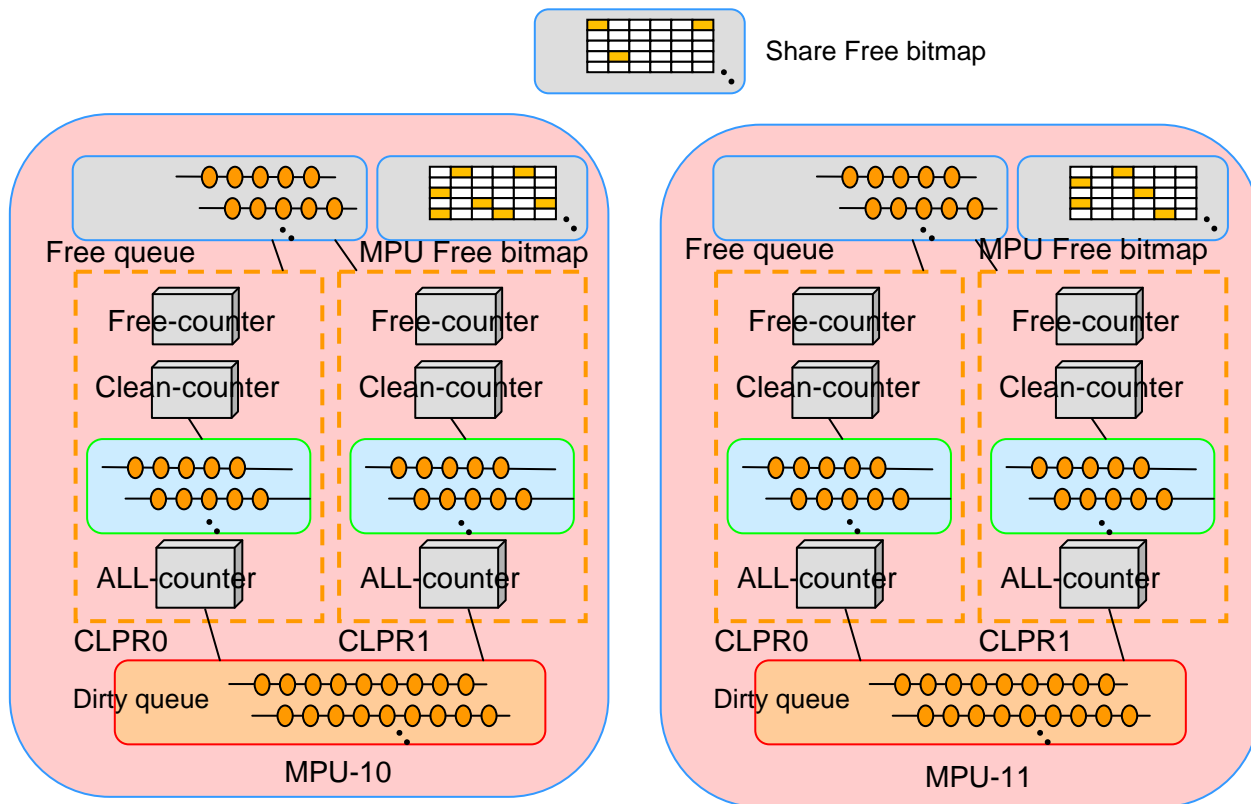 Share Free bitmap
Free queue
MPU Free bitmap
Free-counter
Free-counter
Clean-counter
Clean-counter
ALL-counter
ALL-counter
CLPR0
CLPR1
Dirty queue
MPU-10
Free queue
MPU Free bitmap
Free-counter
Free-counter
Clean-counter
Clean-counter
ALL-counter
ALL-counter
CLPR0
CLPR1
Dirty queue
MPU-11